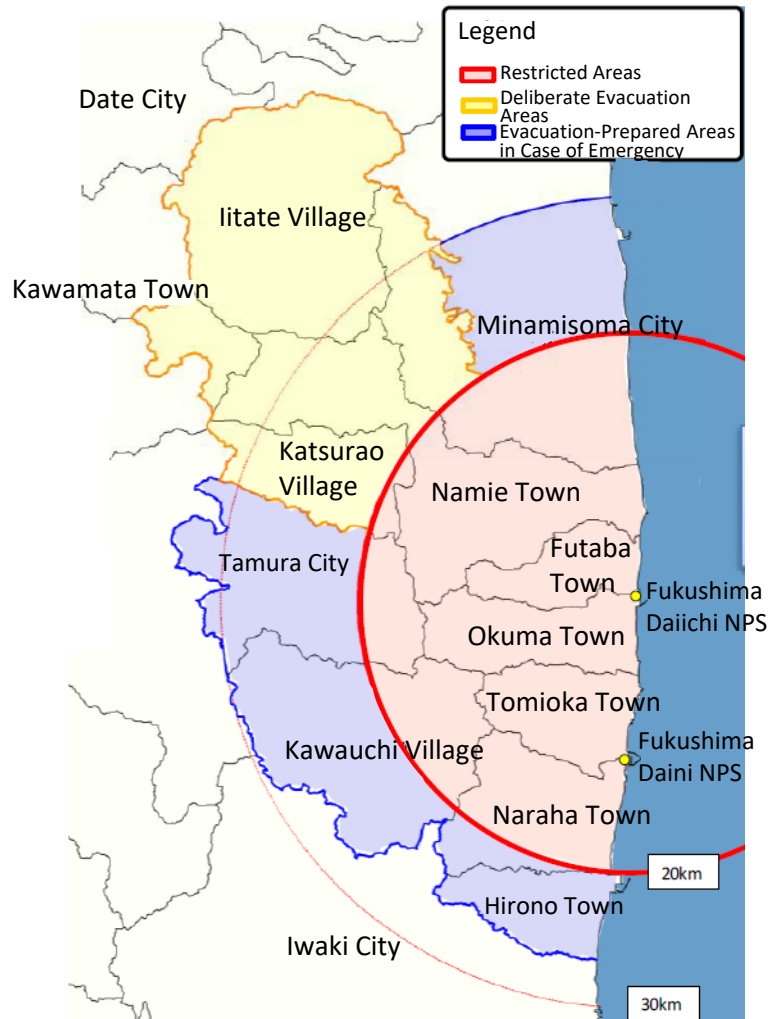 Legend
Restricted Areas
Deliberate Evacuation
Areas
Evacuation-Prepared Areas
in Case of Emergency
Date City
Iitate Village
Kawamata Town
Minamisoma City
Katsurao
Village
Namie Town
Tamura City
Futaba
Town
Fukushima
Daiichi NPS
Okuma Town
Tomioka Town
Kawauchi Village
Fukushima
Daini NPS
Naraha Town
20km
Hirono Town
Iwaki City
30km